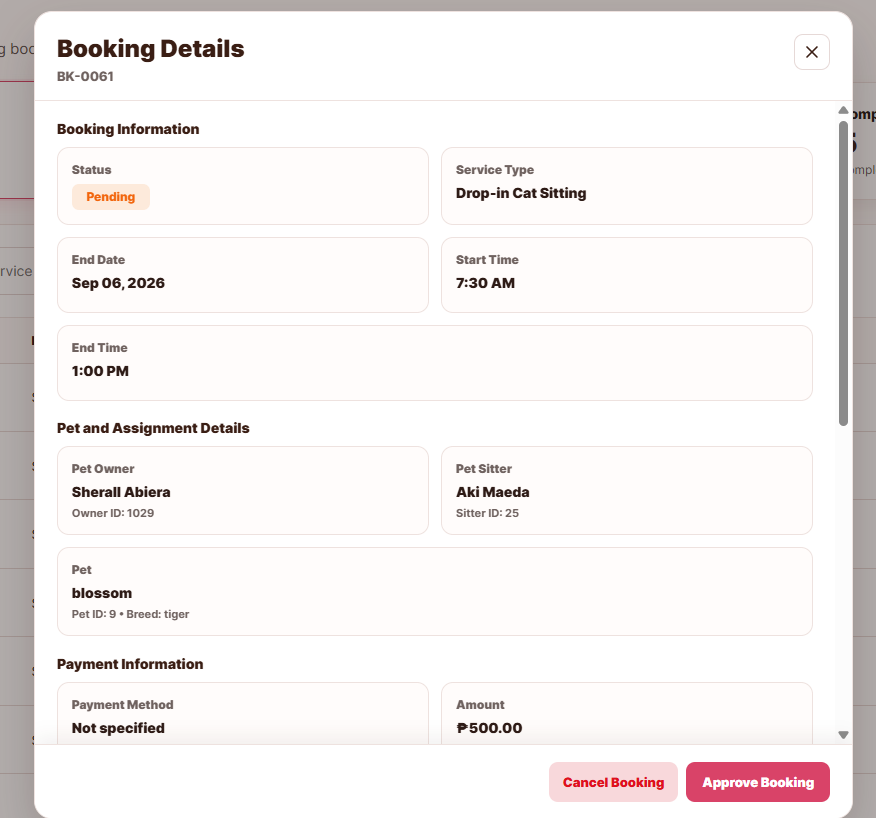 Booking Details
BK-0061
g boo
omp
5
ompl
rvice
Booking Information
Status
Pending
Service Type
Drop-in Cat Sitting
End Date
Sep 06, 2026
Start Time
7:30 AM
End Time
1:00 PM
Pet and Assignment Details
Pet Owner
Sherall Abiera
Owner ID: 1029
Pet Sitter
Aki Maeda
Sitter ID: 25
Pet
blossom
Pet ID: 9 • Breed: tiger
Payment Information
Payment Method
Not specified
Amount
₱500.00
Cancel Booking
Approve Booking